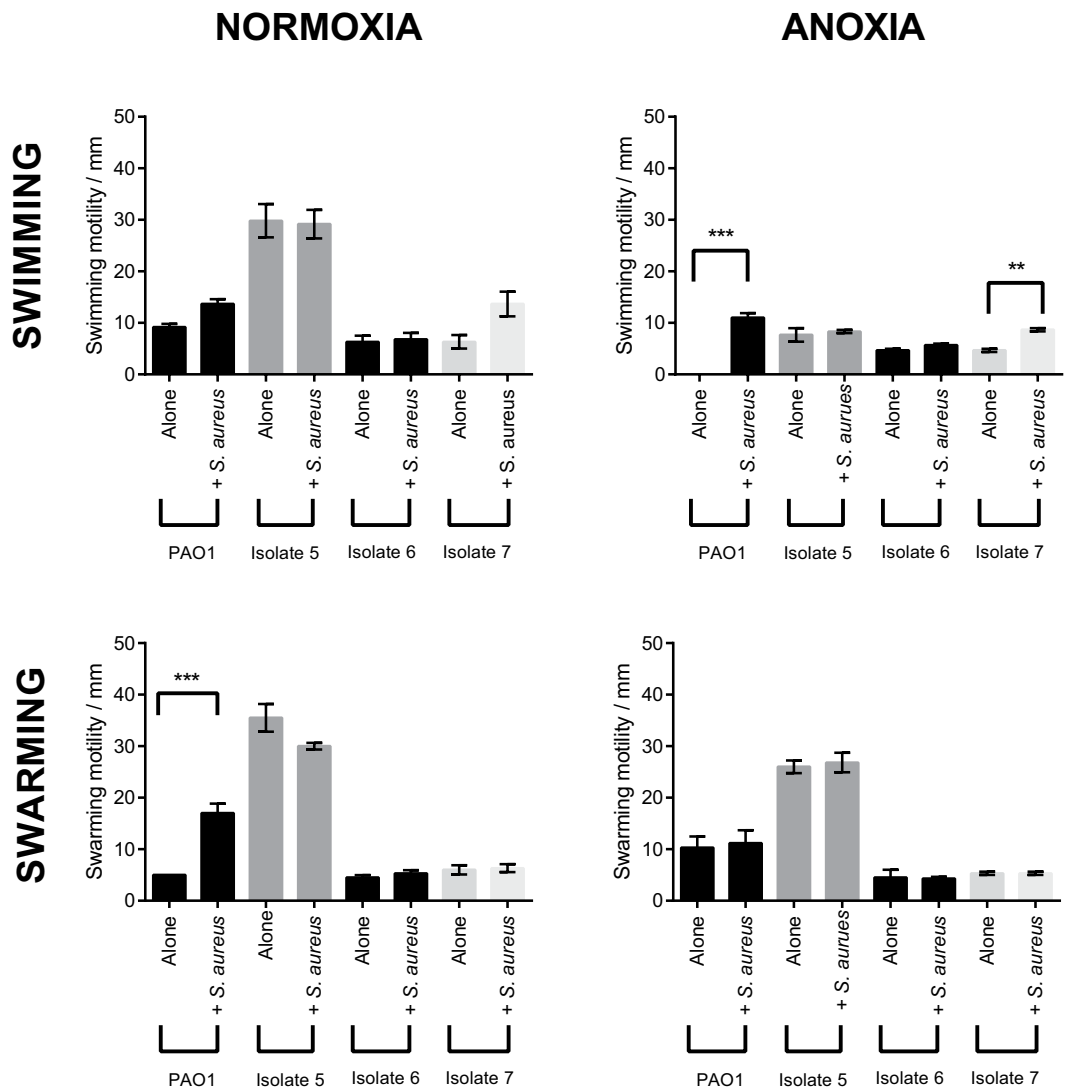 NORMOXIA
ANOXIA
SWIMMING
Swimming motility / mm
50
40
30
20
10
0
Alone
+ S. aureus
Alone
+ S. aureus
Alone
+ S. aureus
Alone
+ S. aureus
PAO1
Isolate 5
Isolate 6
Isolate 7
Swimming motility / mm
50
40
30
20
10
0
***
**
Alone
+ S. aureus
Alone
+ S. aurues
Alone
+ S. aureus
Alone
+ S. aureus
PAO1
Isolate 5
Isolate 6
Isolate 7
SWARMING
Swarming motility / mm
50
40
30
20
10
0
***
Alone
+ S. aureus
Alone
+ S. aureus
Alone
+ S. aureus
Alone
+ S. aureus
PAO1
Isolate 5
Isolate 6
Isolate 7
Swarming motility / mm
50
40
30
20
10
0
Alone
+ S. aureus
Alone
+ S. aurues
Alone
+ S. aureus
Alone
+ S. aureus
PAO1
Isolate 5
Isolate 6
Isolate 7